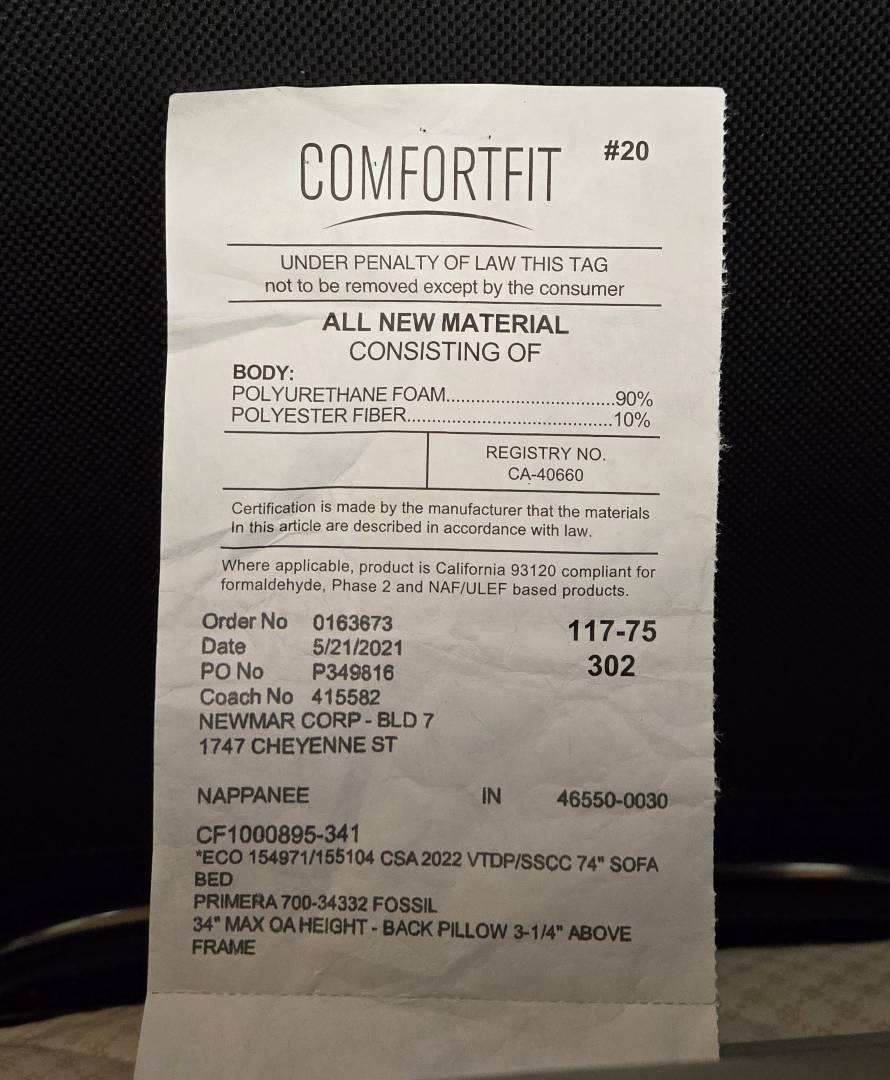 COMFORTFIT #20
UNDER PENALTY OF LAW THIS TAG
not to be removed except by the consumer
ALL NEW MATERIAL
CONSISTING OF
BODY:
POLYURETHANE FOAM..................................90%
POLYESTER FIBER.........................................10%
REGISTRY NO.
CA-40660
Certification is made by the manufacturer that the materials
In this article are described in accordance with law.
Where applicable, product is California 93120 compliant for
formaldehyde, Phase 2 and NAF/ULEF based products.
Order No 0163673 117-75
Date 5/21/2021 302
PO No P349816
Coach No 415582
NEWMAR CORP - BLD 7
1747 CHEYENNE ST
NAPPANEE IN 46550-0030
CF1000895-341
*ECO 154971/155104 CSA 2022 VTDP/SSCC 74" SOFA
BED
PRIMERA 700-34332 FOSSIL
34" MAX OA HEIGHT - BACK PILLOW 3-1/4" ABOVE
FRAME